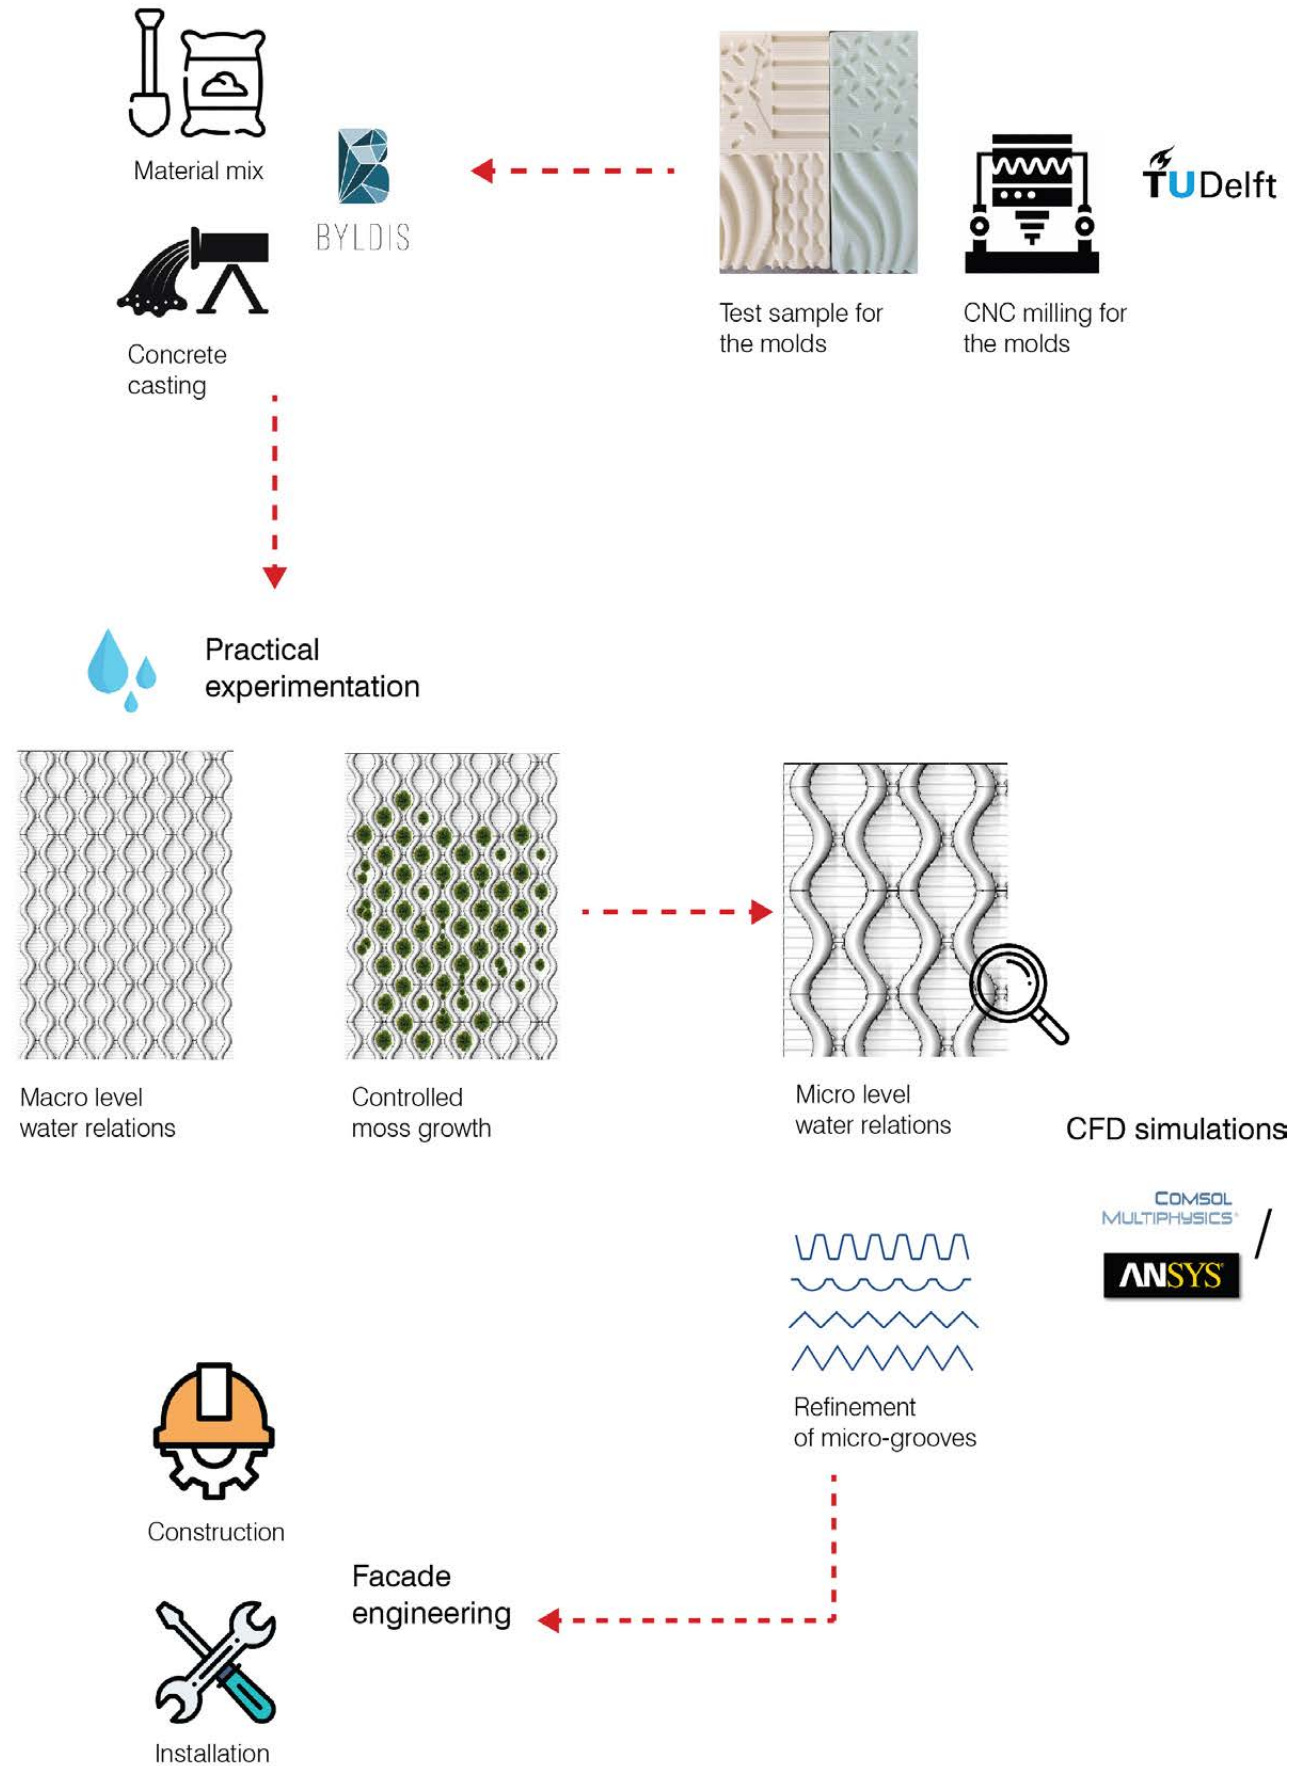 Material mix
BYLDIS
Concrete
casting
Test sample for
the molds
CNC milling for
the molds
TUDelft
Practical
experimentation
Macro level
water relations
Controlled
moss growth
Micro level
water relations
CFD simulations
COMSOL
MULTIPHYSICS®
/
ANSYS®
Refinement
of micro-grooves
Construction
Facade
engineering
Installation